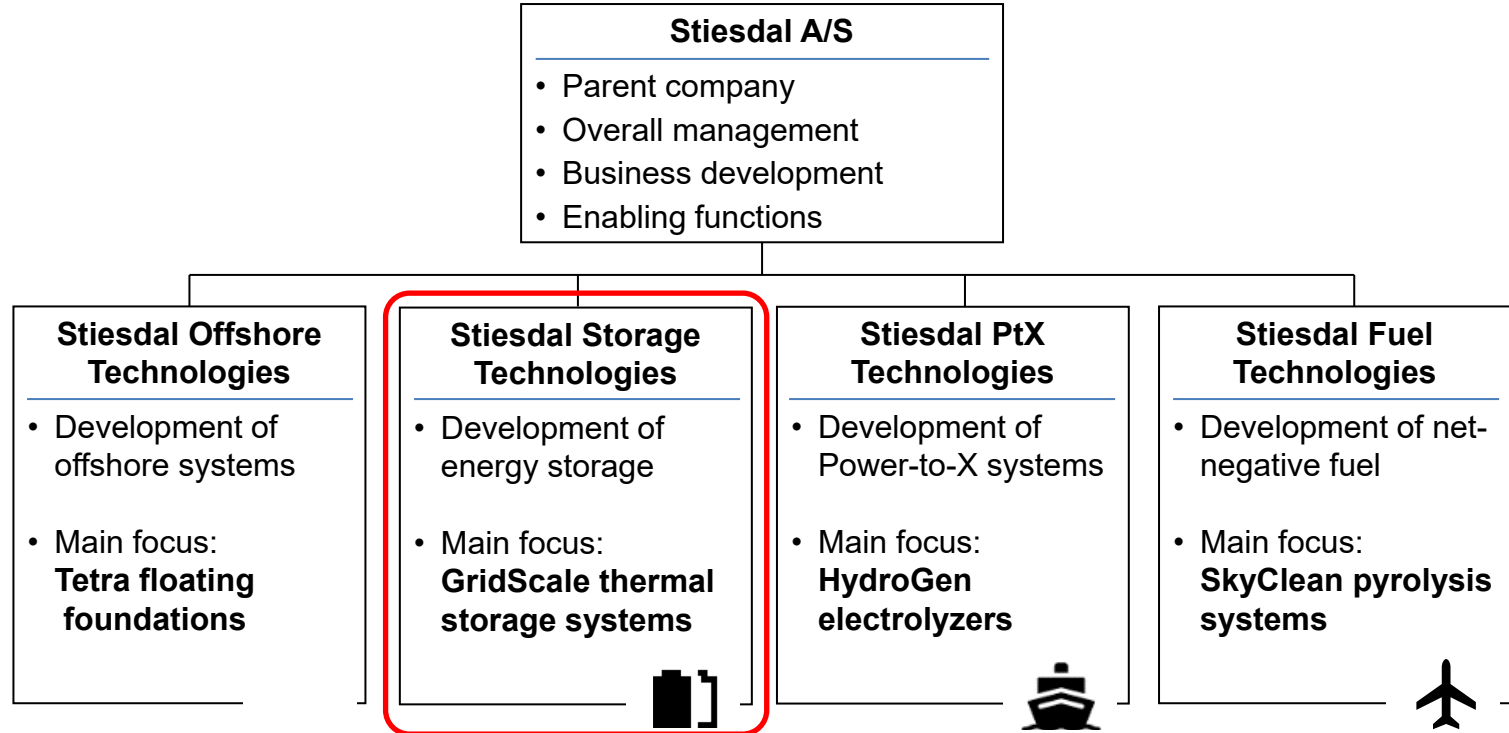 Stiesdal A/S
• Parent company
• Overall management
• Business development
• Enabling functions
Stiesdal Offshore
Technologies
• Development of
offshore systems
• Main focus:
Tetra floating
foundations
Stiesdal Storage
Technologies
• Development of
energy storage
• Main focus:
GridScale thermal
storage systems
Stiesdal PtX
Technologies
• Development of
Power-to-X systems
• Main focus:
HydroGen
electrolyzers
Stiesdal Fuel
Technologies
• Development of net-
negative fuel
• Main focus:
SkyClean pyrolysis
systems